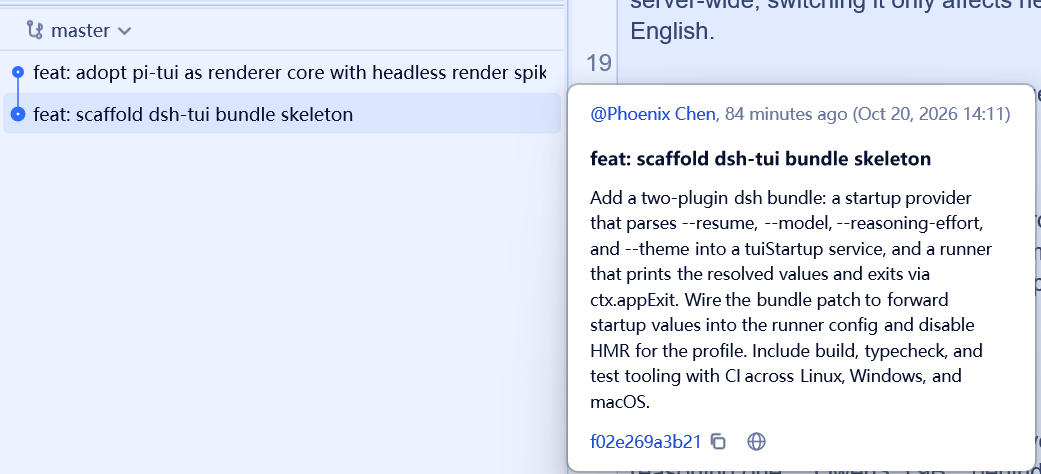 master
feat: adopt pi-tui as renderer core with headless render spik
feat: scaffold dsh-tui bundle skeleton
server-wide, switching it only affects
English.
19
@Phoenix Chen, 84 minutes ago (Oct 20, 2026 14:11)
feat: scaffold dsh-tui bundle skeleton
Add a two-plugin dsh bundle: a startup provider
that parses --resume, --model, --reasoning-effort,
and --theme into a tuiStartup service, and a runner
that prints the resolved values and exits via
ctx.appExit. Wire the bundle patch to forward
startup values into the runner config and disable
HMR for the profile. Include build, typecheck, and
test tooling with CI across Linux, Windows, and
macOS.
f02e269a3b21